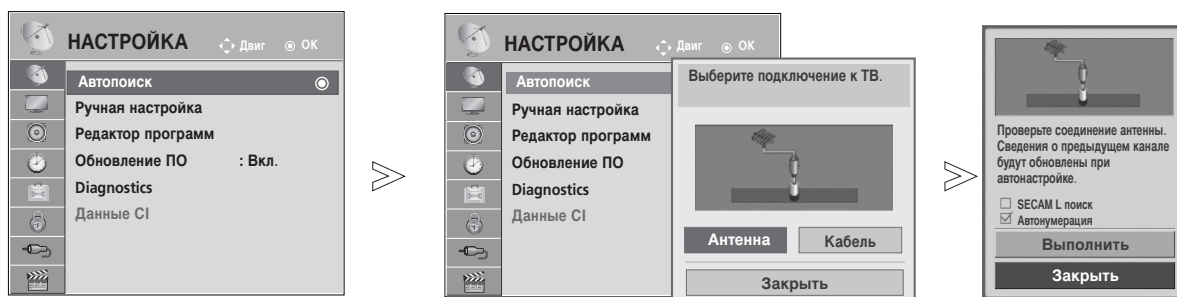 НАСТРОЙКА Двиг OK
Автопоиск
Ручная настройка
Редактор программ
Обновление ПО : Вкл.
Diagnostics
Данные CI
НАСТРОЙКА Двиг OK
Автопоиск
Ручная настройка
Редактор программ
Обновление ПО
Diagnostics
Данные CI
Выберите подключение к ТВ.
Антенна Кабель
Закрыть
Проверьте соединение антенны.
Сведения о предыдущем канале
будут обновлены при
автонастройке.
SECAM L поиск
Автонумерация
Выполнить
Закрыть